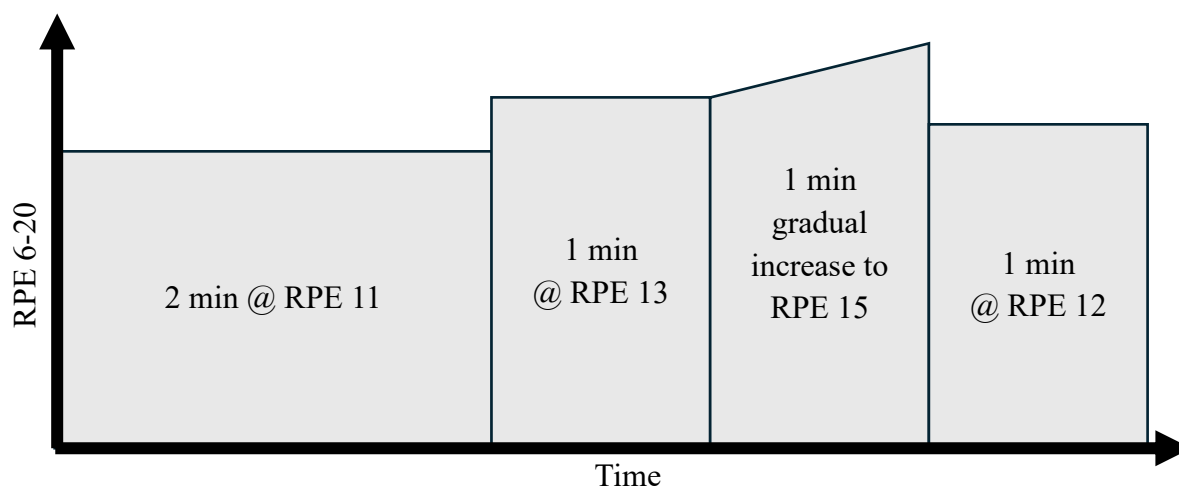 RPE 6-20
2 min @ RPE 11
1 min
@ RPE 13
1 min
gradual
increase to
RPE 15
1 min
@ RPE 12
Time